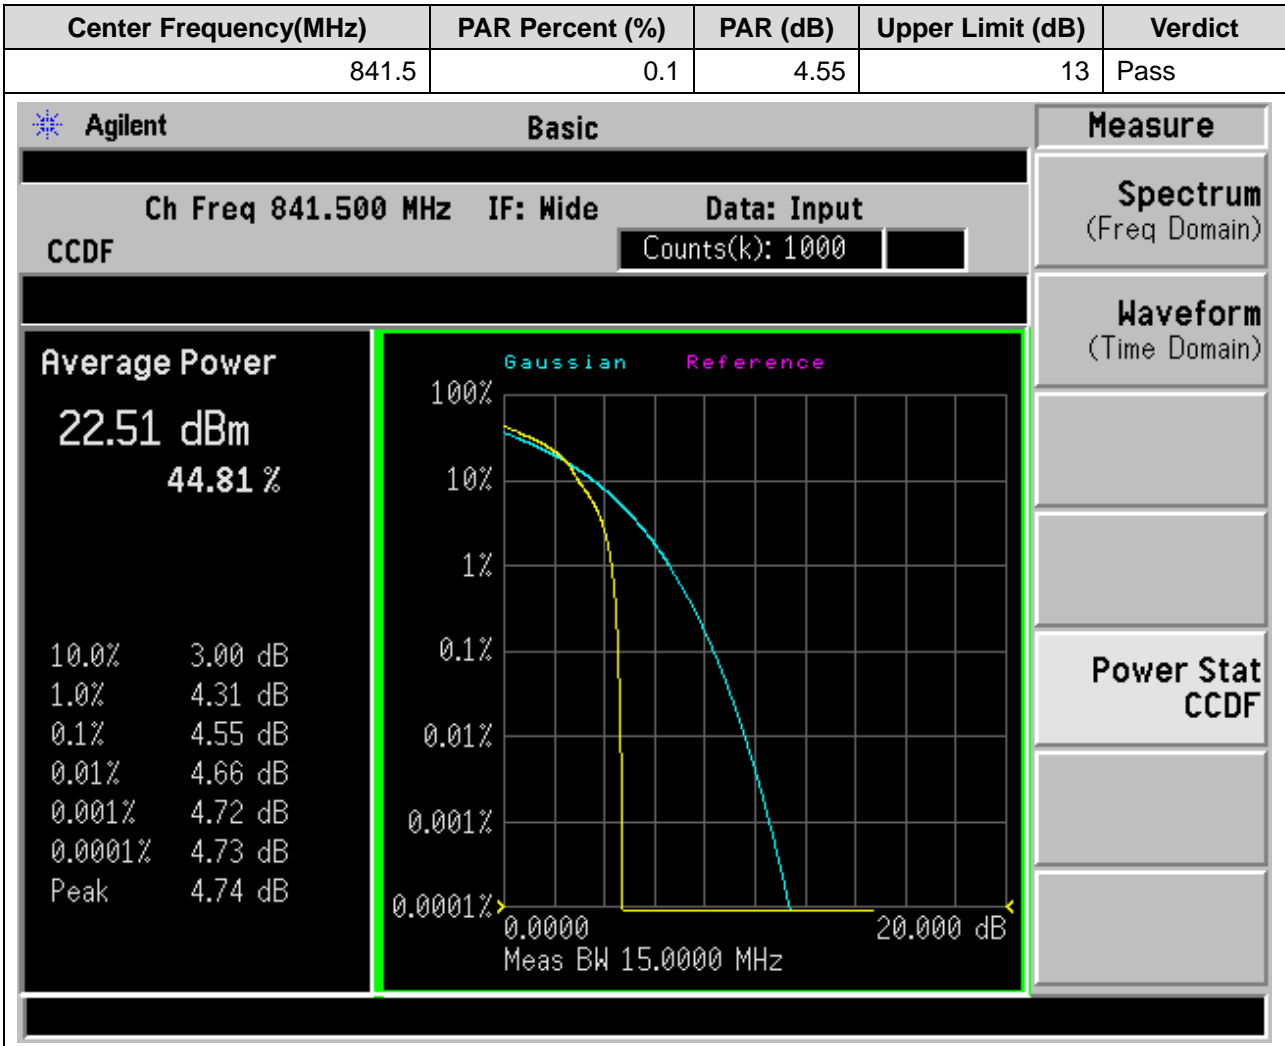 Center Frequency(MHz) PAR Percent (%) PAR (dB) Upper Limit (dB) Verdict
841.5 0.1 4.55 13 Pass
Agilent Basic Measure
Ch Freq 841.500 MHz IF: Wide Data: Input
CCDF Counts(k): 1000
Spectrum
(Freq Domain)
Waveform
(Time Domain)
Power Stat
CCDF
Average Power
22.51 dBm
44.81 %
10.0% 3.00 dB
1.0% 4.31 dB
0.1% 4.55 dB
0.01% 4.66 dB
0.001% 4.72 dB
0.0001% 4.73 dB
Peak 4.74 dB
Gaussian Reference
100%
10%
1%
0.1%
0.01%
0.001%
0.0001%
0.0000 20.000 dB
Meas BW 15.0000 MHz